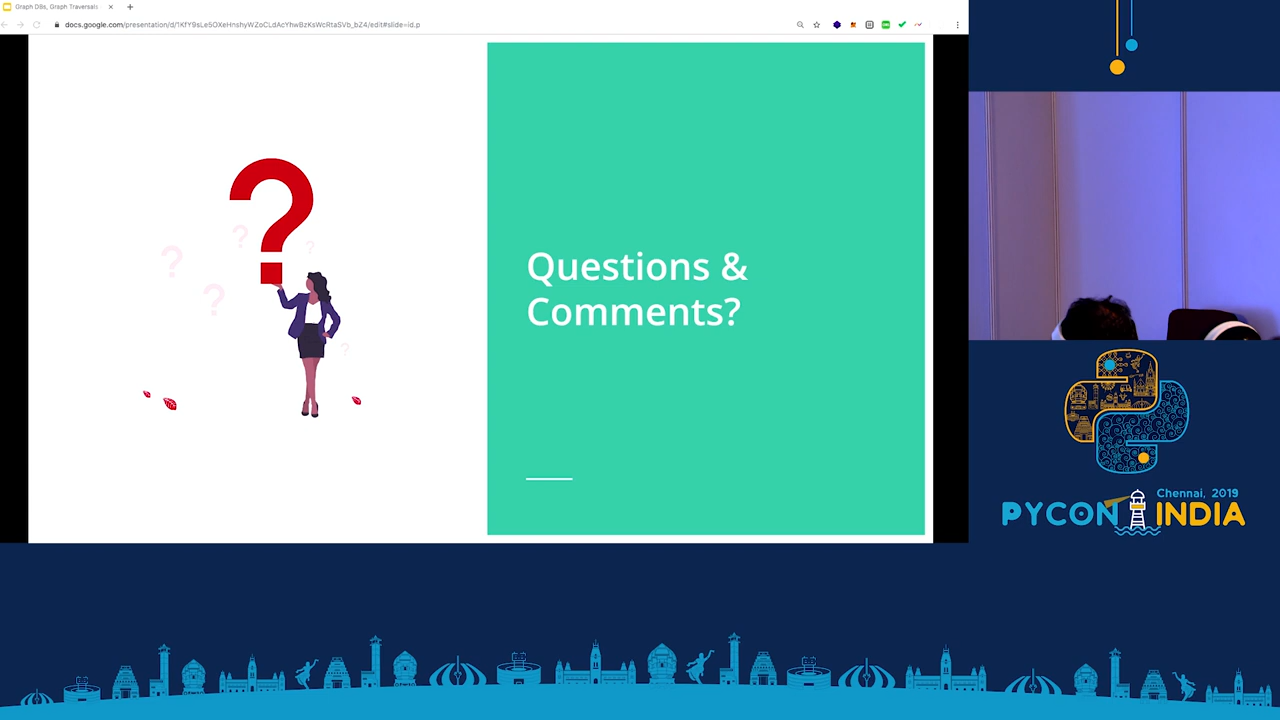 Graph DBs, Graph Traversals
docs.google.com/presentation/d/1KfY9sLe5OXeHnshyWZoCLdAcYhwBzKsWcRtaSVb_bZ4/edit#slide=id.p
?
? ? ? ? ?
Questions &
Comments?
Chennai, 2019
PYCON INDIA